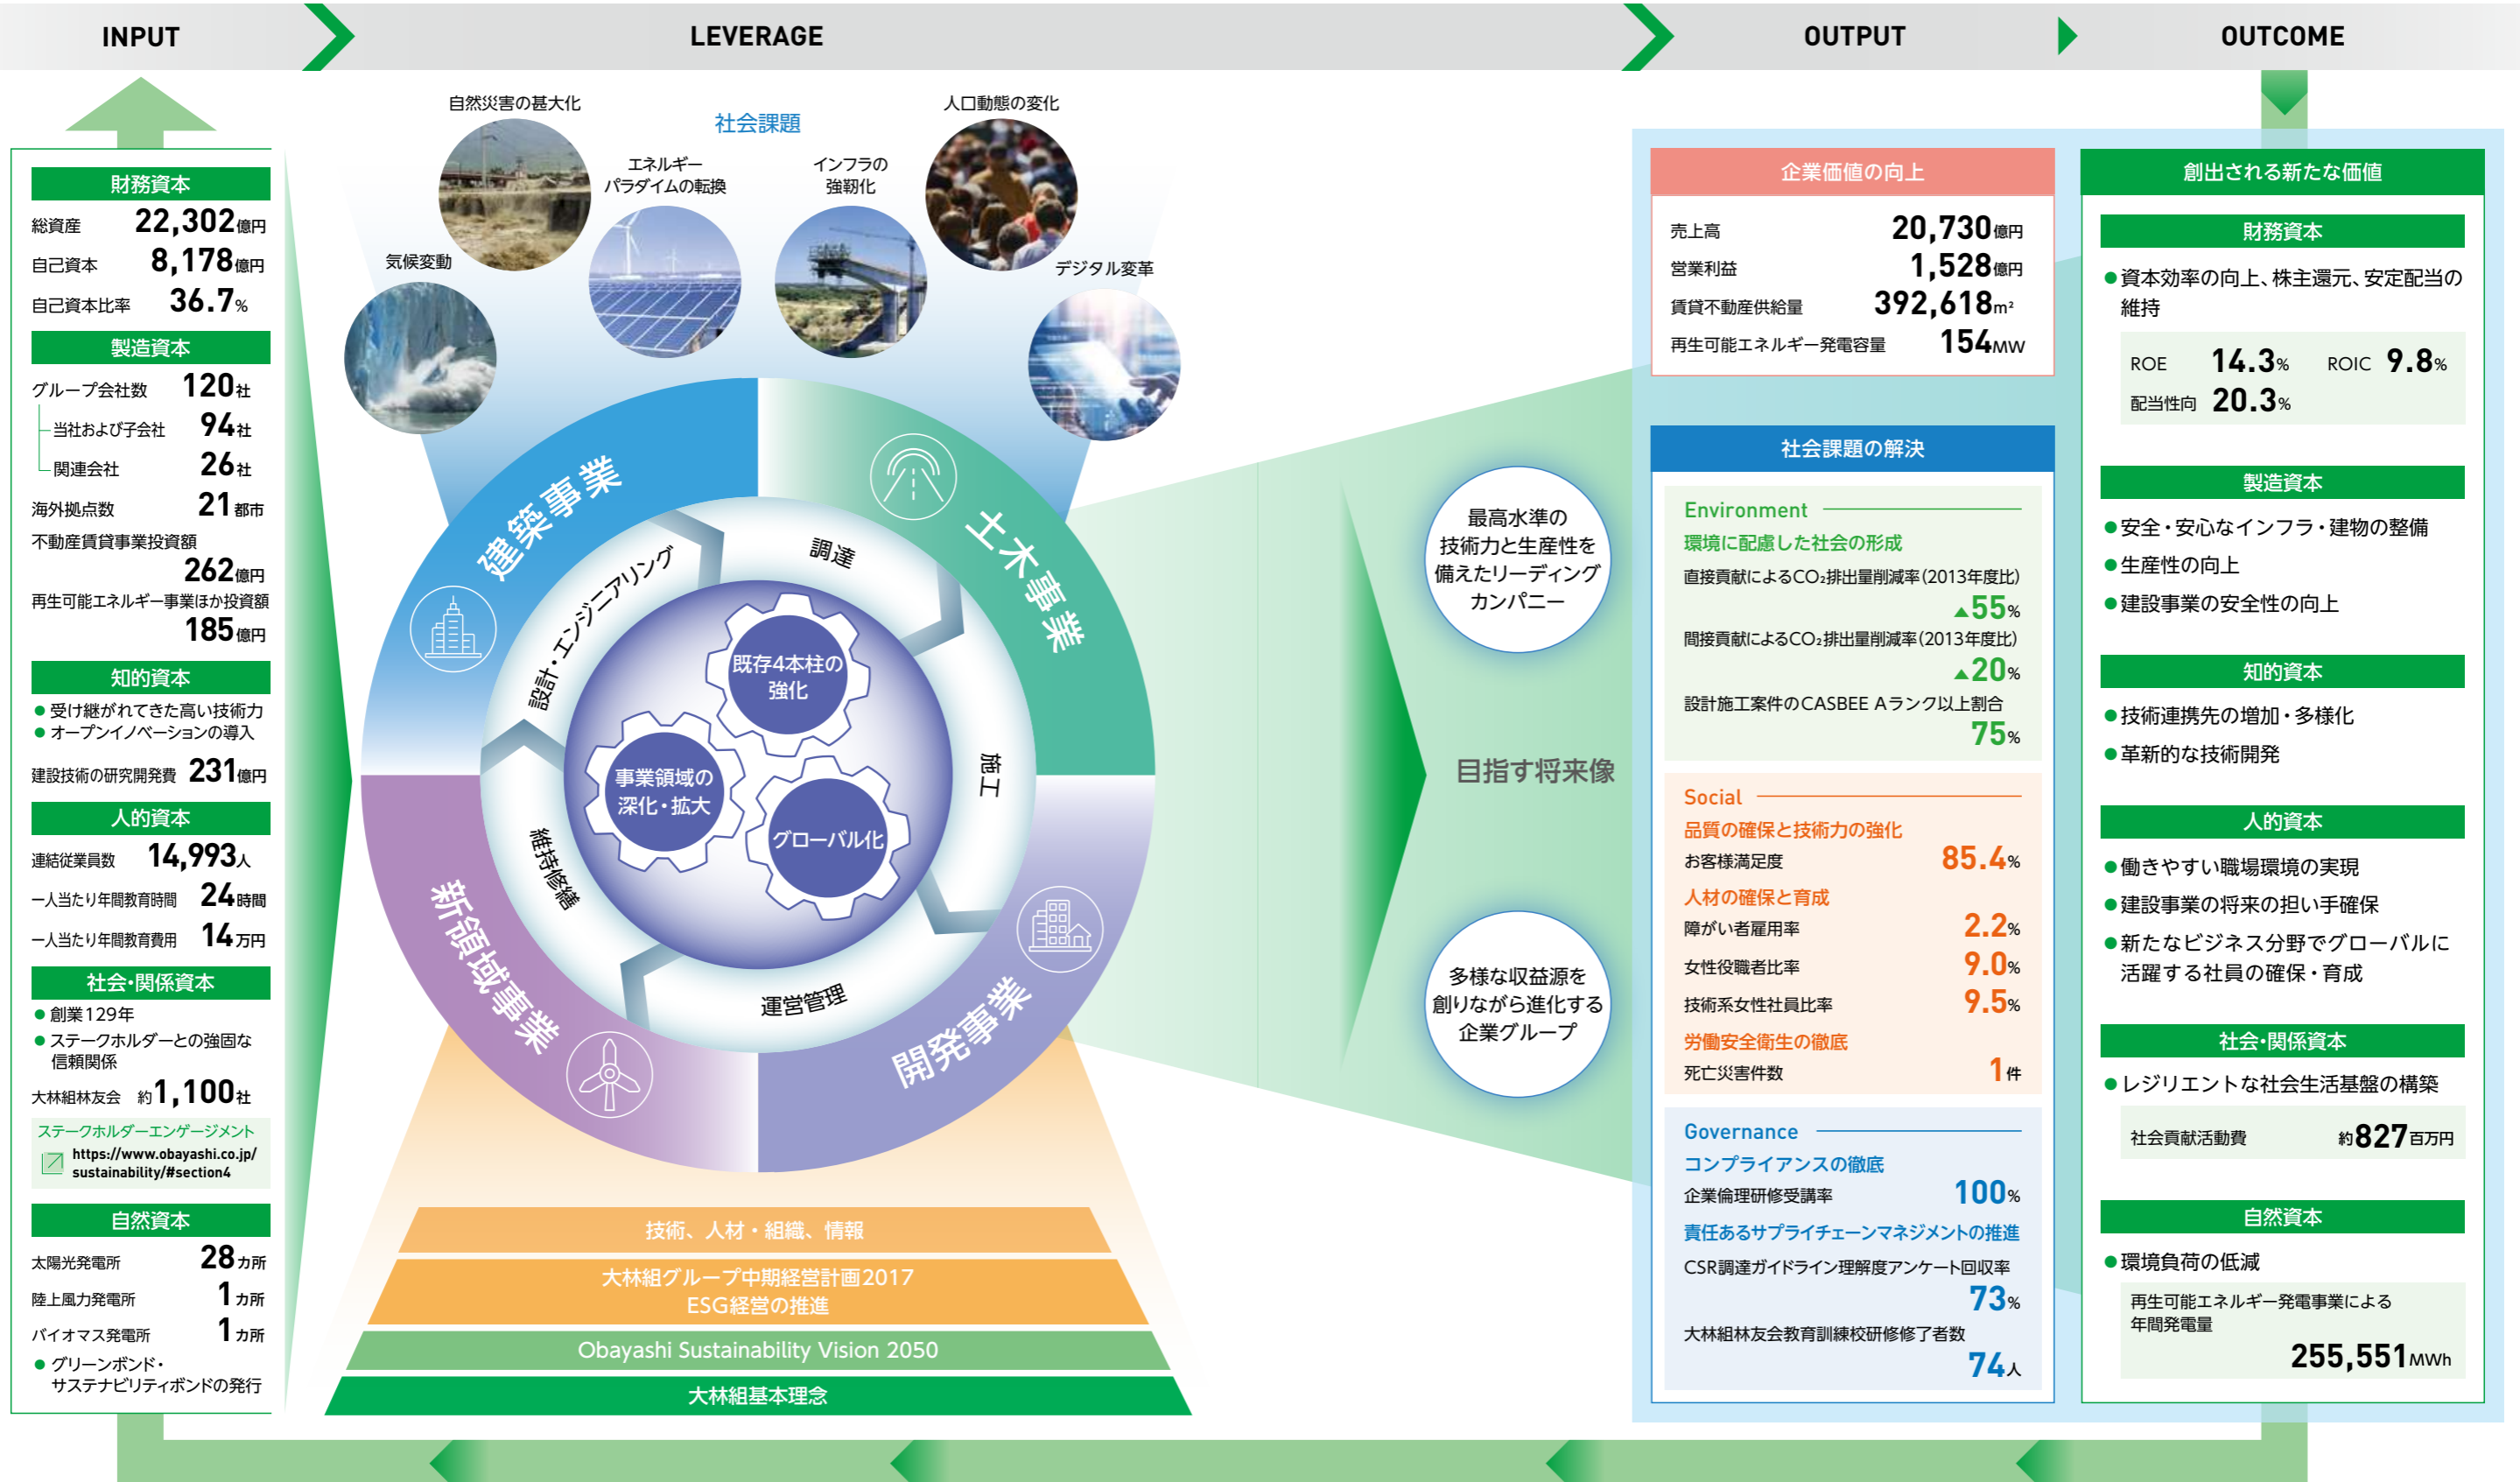 INPUT
LEVERAGE
OUTPUT
OUTCOME
財務資本
総資産 22,302億円
自己資本 8,178億円
自己資本比率 36.7%
製造資本
グループ会社数 120社
当社および子会社 94社
関連会社 26社
海外拠点数 21都市
不動産賃貸事業投資額
262億円
再生可能エネルギー事業ほか投資額
185億円
知的資本
● 受け継がれてきた高い技術力
● オープンイノベーションの導入
建設技術の研究開発費 231億円
人的資本
連結従業員数 14,993人
一人当たり年間教育時間 24時間
一人当たり年間教育費用 14万円
社会・関係資本
● 創業129年
● ステークホルダーとの強固な
信頼関係
大林組林友会 約1,100社
ステークホルダーエンゲージメント
https://www.obayashi.co.jp/
sustainability/#section4
自然資本
太陽光発電所 28カ所
陸上風力発電所 1カ所
バイオマス発電所 1カ所
● グリーンボンド・
サステナビリティボンドの発行
社会課題
気候変動
自然災害の甚大化
エネルギー
パラダイムの転換
インフラの
強靭化
人口動態の変化
デジタル変革
建築事業
土木事業
開発事業
新領域事業
設計・エンジニアリング
調達
施工
運営管理
維持修繕
既存4本柱の
強化
事業領域の
深化・拡大
グローバル化
技術、人材・組織、情報
大林組グループ中期経営計画2017
ESG経営の推進
Obayashi Sustainability Vision 2050
大林組基本理念
最高水準の
技術力と生産性を
備えたリーディング
カンパニー
目指す将来像
多様な収益源を
創りながら進化する
企業グループ
企業価値の向上
売上高 20,730億円
営業利益 1,528億円
賃貸不動産供給量 392,618m²
再生可能エネルギー発電容量 154MW
社会課題の解決
Environment
環境に配慮した社会の形成
直接貢献によるCO₂排出量削減率(2013年度比)
▲55%
間接貢献によるCO₂排出量削減率(2013年度比)
▲20%
設計施工案件のCASBEE Aランク以上割合
75%
Social
品質の確保と技術力の強化
お客様満足度 85.4%
人材の確保と育成
障がい者雇用率 2.2%
女性役職者比率 9.0%
技術系女性社員比率 9.5%
労働安全衛生の徹底
死亡災害件数 1件
Governance
コンプライアンスの徹底
企業倫理研修受講率 100%
責任あるサプライチェーンマネジメントの推進
CSR調達ガイドライン理解度アンケート回収率
73%
大林組林友会教育訓練校研修修了者数
74人
創出される新たな価値
財務資本
● 資本効率の向上、株主還元、安定配当の
維持
ROE 14.3% ROIC 9.8%
配当性向 20.3%
製造資本
● 安全・安心なインフラ・建物の整備
● 生産性の向上
● 建設事業の安全性の向上
知的資本
● 技術連携先の増加・多様化
● 革新的な技術開発
人的資本
● 働きやすい職場環境の実現
● 建設事業の将来の担い手確保
● 新たなビジネス分野でグローバルに
活躍する社員の確保・育成
社会・関係資本
● レジリエントな社会生活基盤の構築
社会貢献活動費 約827百万円
自然資本
● 環境負荷の低減
再生可能エネルギー発電事業による
年間発電量
255,551MWh